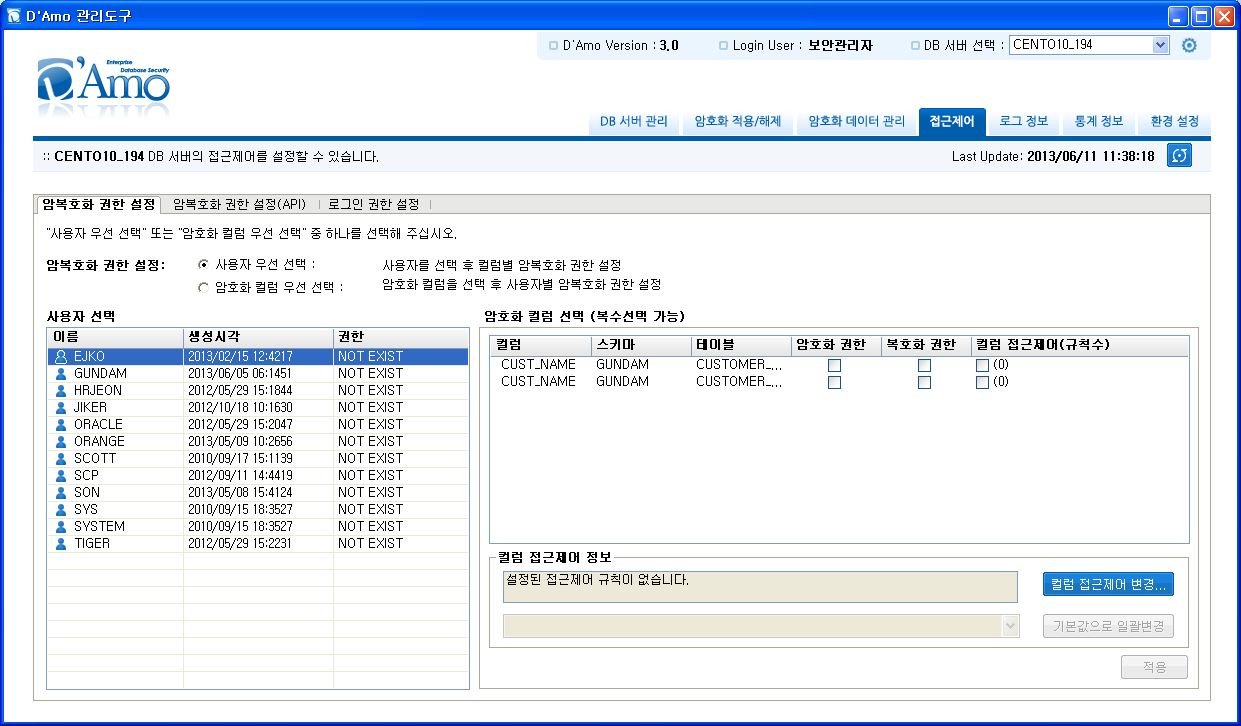 D'Amo 관리도구
D'Amo Version : 3.0 Login User : 보안관리자 DB 서버 선택 : CENTO10_194
Enterprise
Database Security
D'Amo
DB 서버 관리 암호화 적용/해제 암호화 데이터 관리 접근제어 로그 정보 통계 정보 환경 설정
:: CENTO10_194 DB 서버의 접근제어를 설정할 수 있습니다. Last Update: 2013/06/11 11:38:18
암복호화 권한 설정 암복호화 권한 설정(API) 로그인 권한 설정
"사용자 우선 선택" 또는 "암호화 컬럼 우선 선택" 중 하나를 선택해 주십시오.
암복호화 권한 설정: 사용자 우선 선택 : 사용자를 선택 후 컬럼별 암복호화 권한 설정
암호화 컬럼 우선 선택 : 암호화 컬럼을 선택 후 사용자별 암복호화 권한 설정
사용자 선택
이름 생성시각 권한
EJKO 2013/02/15 12:4217 NOT EXIST
GUNDAM 2013/06/05 06:1451 NOT EXIST
HRJEON 2012/05/29 15:1844 NOT EXIST
JIKER 2012/10/18 10:1630 NOT EXIST
ORACLE 2012/05/29 15:2047 NOT EXIST
ORANGE 2013/05/09 10:2656 NOT EXIST
SCOTT 2010/09/17 15:1139 NOT EXIST
SCP 2012/09/11 14:4419 NOT EXIST
SON 2013/05/08 15:4124 NOT EXIST
SYS 2010/09/15 18:3527 NOT EXIST
SYSTEM 2010/09/15 18:3527 NOT EXIST
TIGER 2012/05/29 15:2231 NOT EXIST
암호화 컬럼 선택 (복수선택 가능)
컬럼 스키마 테이블 암호화 권한 복호화 권한 컬럼 접근제어(규칙수)
CUST_NAME GUNDAM CUSTOMER_... (0)
CUST_NAME GUNDAM CUSTOMER_... (0)
컬럼 접근제어 정보
설정된 접근제어 규칙이 없습니다.
컬럼 접근제어 변경...
기본값으로 일괄변경
적용